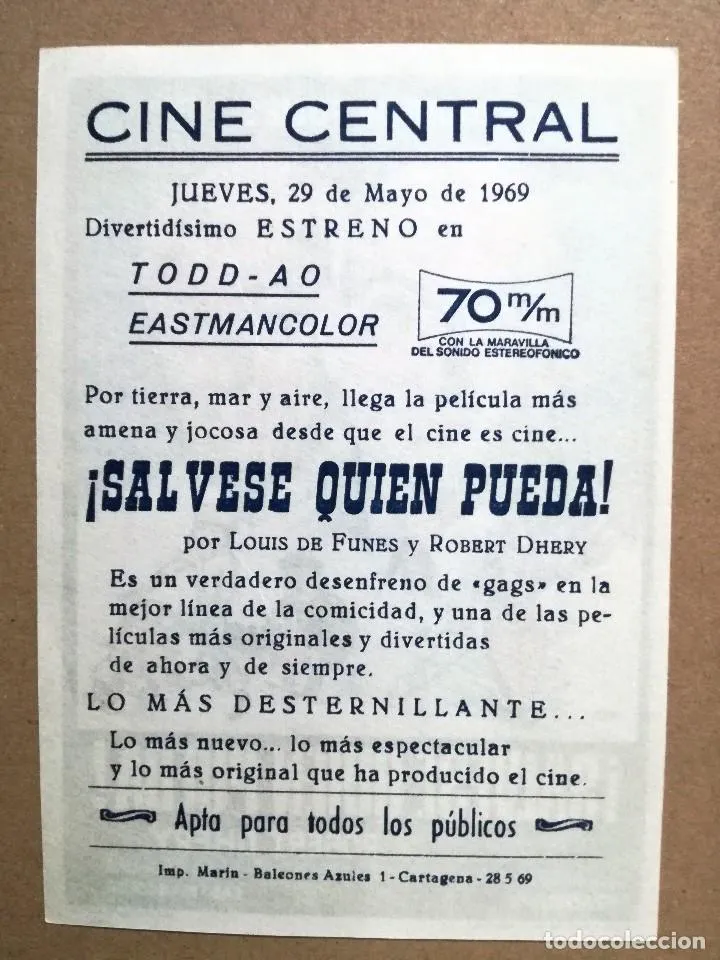 CINE CENTRAL
JUEVES, 29 de Mayo de 1969
Divertidísimo ESTRENO en
TODD-AO
EASTMANCOLOR
70 m/m
CON LA MARAVILLA
DEL SONIDO ESTEREOFONICO
Por tierra, mar y aire, llega la película más
amena y jocosa desde que el cine es cine...
¡SALVESE QUIEN PUEDA!
por LOUIS DE FUNES y ROBERT DHERY
Es un verdadero desenfreno de «gags» en la
mejor línea de la comicidad, y una de las pe-
lículas más originales y divertidas
de ahora y de siempre.
LO MÁS DESTERNILLANTE...
Lo más nuevo... lo más espectacular
y lo más original que ha producido el cine.
Apta para todos los públicos
Imp. Marín - Balcones Azules 1 - Cartagena - 28 5 69
todocoleccion